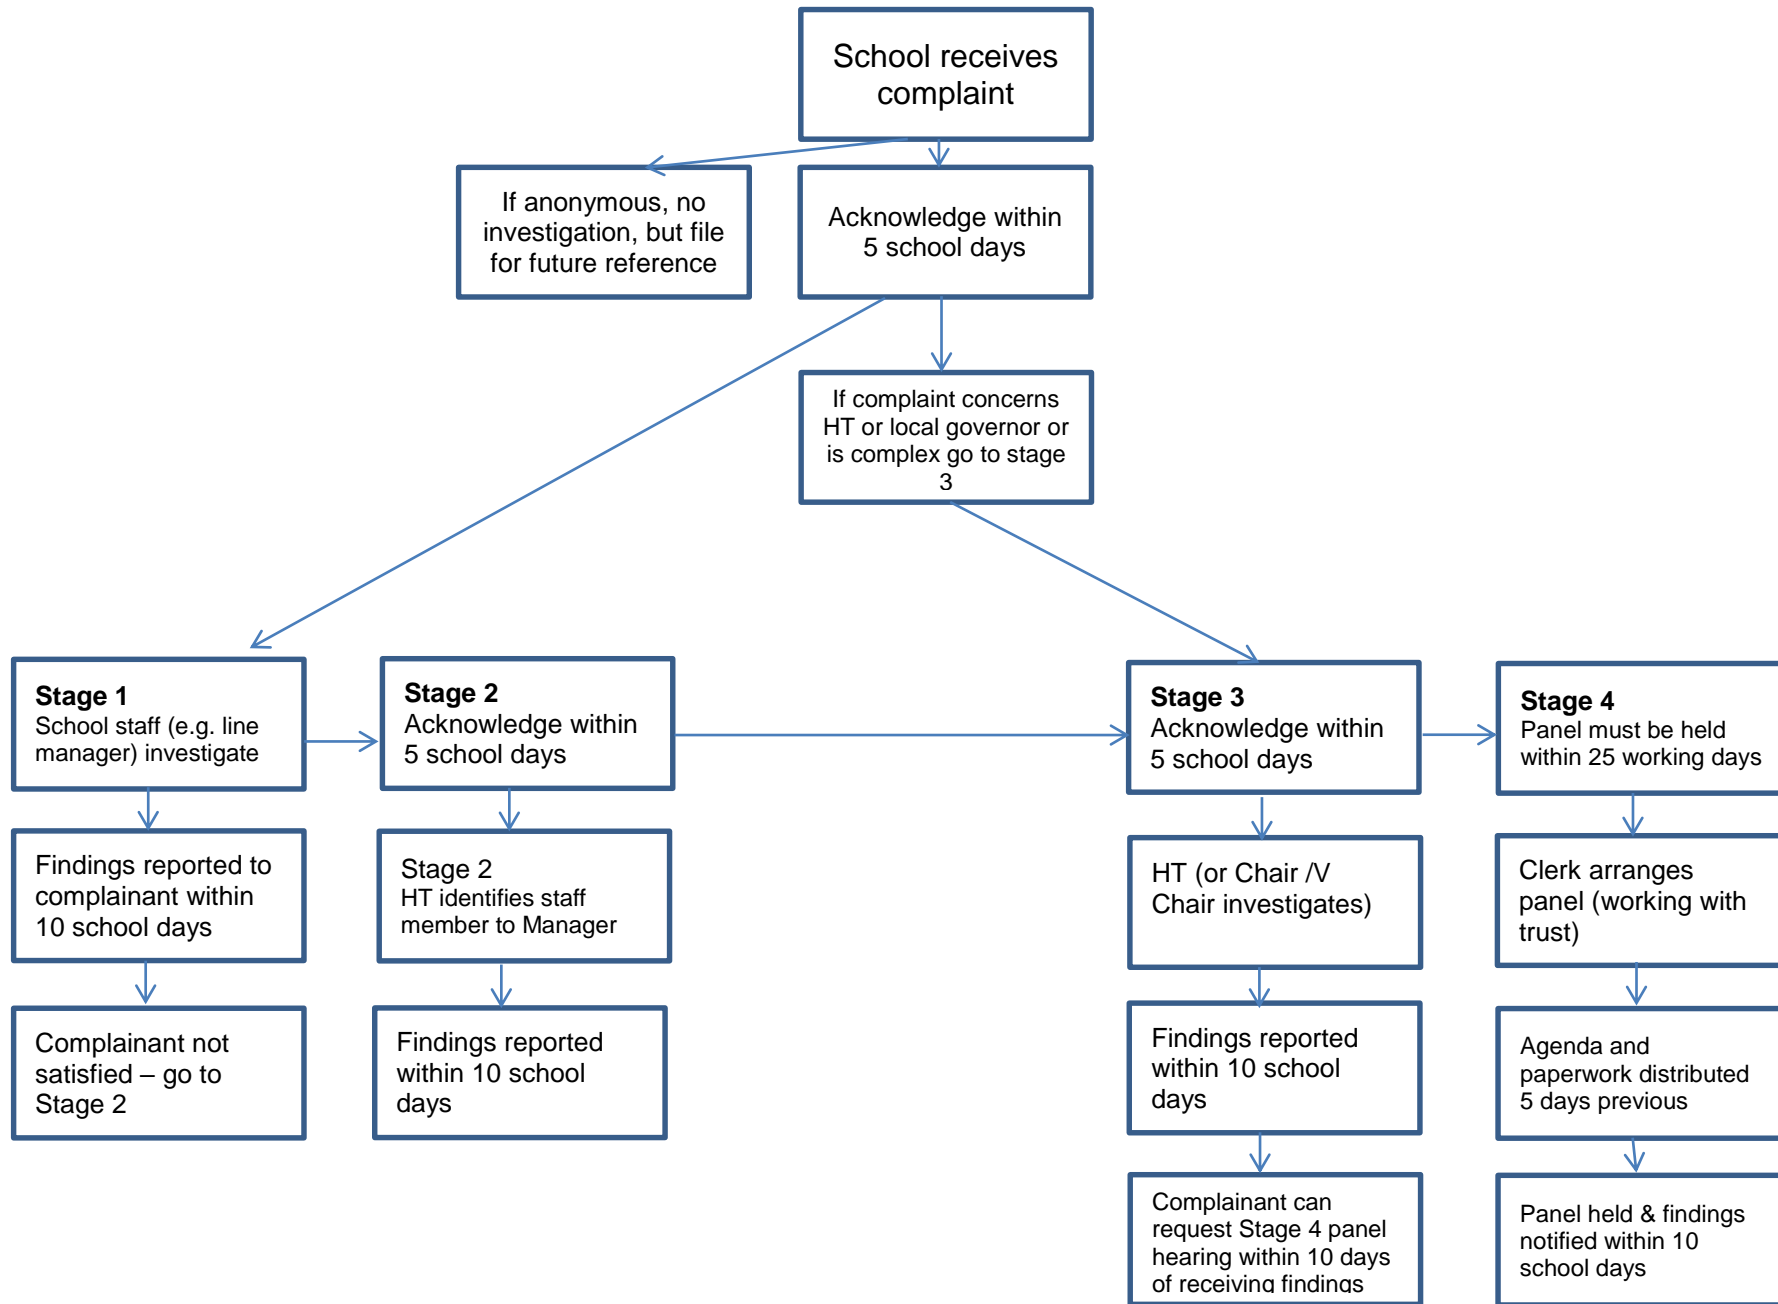 School receives
complaint
If anonymous, no
investigation, but file
for future reference
Acknowledge within
5 school days
If complaint concerns
HT or local governor or
is complex go to stage
3
Stage 1
School staff (e.g. line
manager) investigate
Findings reported to
complainant within
10 school days
Complainant not
satisfied – go to
Stage 2
Stage 2
Acknowledge within
5 school days
Stage 2
HT identifies staff
member to Manager
Findings reported
within 10 school
days
Stage 3
Acknowledge within
5 school days
HT (or Chair /V
Chair investigates)
Findings reported
within 10 school
days
Complainant can
request Stage 4 panel
hearing within 10 days
of receiving findings
Stage 4
Panel must be held
within 25 working days
Clerk arranges
panel (working with
trust)
Agenda and
paperwork distributed
5 days previous
Panel held & findings
notified within 10
school days